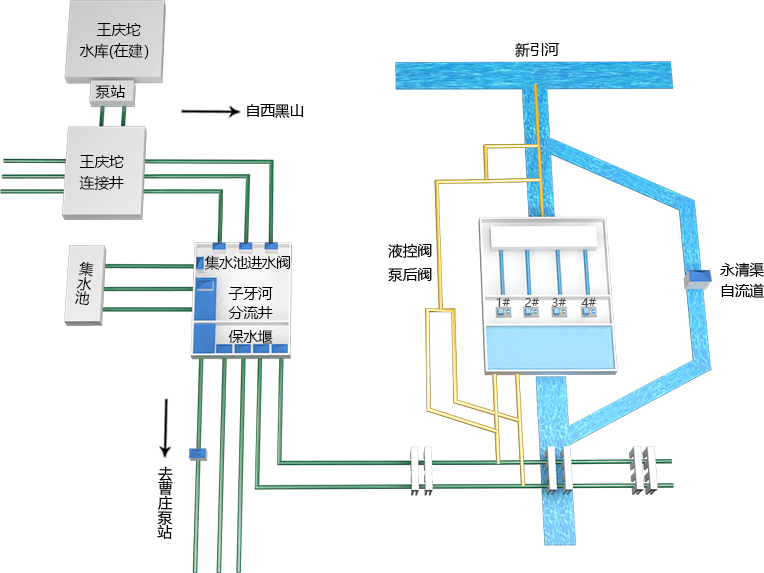 王庆坨
水库(在建)
泵站
自西黑山
王庆坨
连接井
集水池
集水池进水阀
子牙河
分流井
保水堰
去曹庄泵站
新引河
液控阀
泵后阀
1# 2# 3# 4#
永清渠
自流道